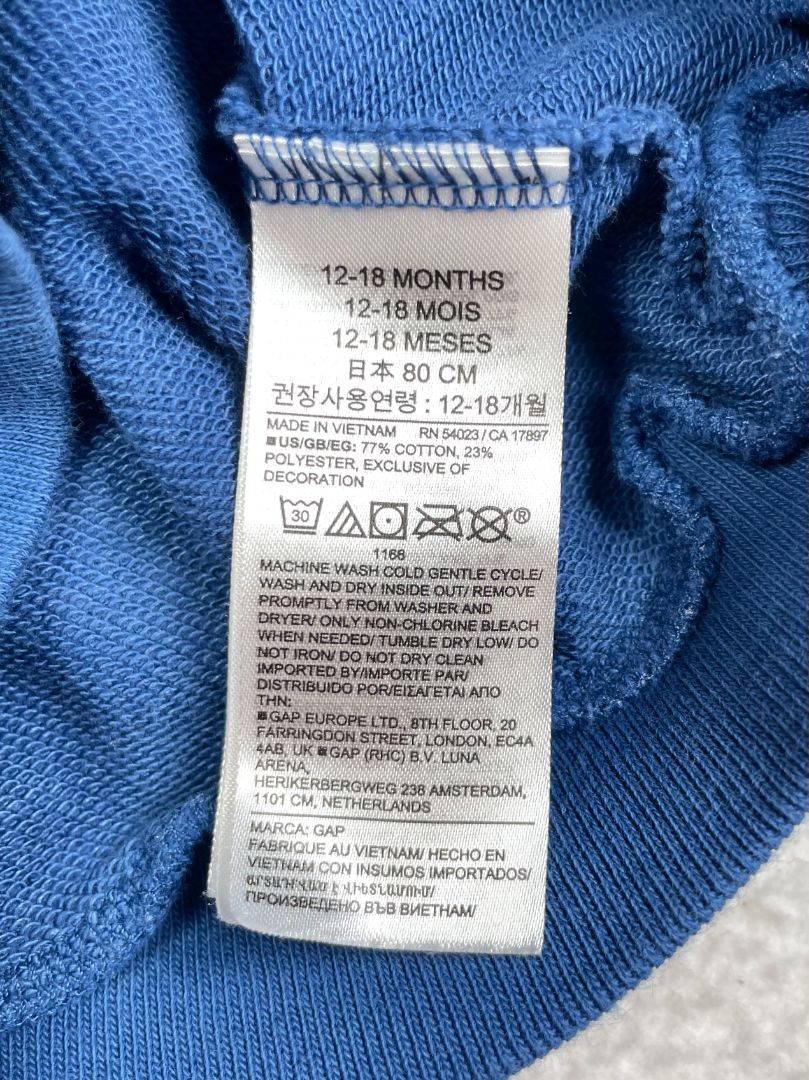 12-18 MONTHS
12-18 MOIS
12-18 MESES
日本 80 CM
권장사용연령 : 12-18개월
MADE IN VIETNAM RN 54023 / CA 17897
US/GB/EG: 77% COTTON, 23%
POLYESTER, EXCLUSIVE OF
DECORATION
30 ®
1166
MACHINE WASH COLD GENTLE CYCLE/
WASH AND DRY INSIDE OUT/ REMOVE
PROMPTLY FROM WASHER AND
DRYER/ ONLY NON-CHLORINE BLEACH
WHEN NEEDED/ TUMBLE DRY LOW/ DO
NOT IRON/ DO NOT DRY CLEAN
IMPORTED BY/IMPORTE PAR/
DISTRIBUIDO POR/ΕΙΣΑΓΕΤΑΙ ΑΠΟ
ΤΗΝ:
GAP EUROPE LTD., 8TH FLOOR, 20
FARRINGDON STREET, LONDON, EC4A
4AB, UK GAP (RHC) B.V. LUNA
ARENA,
HERIKERBERGWEG 238 AMSTERDAM,
1101 CM, NETHERLANDS
MARCA: GAP
FABRIQUE AU VIETNAM/ HECHO EN
VIETNAM CON INSUMOS IMPORTADOS/
ԱՐՏԱԴՐՎԱԾ Է ՎԻԵՏՆԱՄՈՒՄ/
ПРОИЗВЕДЕНО ВЪВ ВИЕТНАМ/